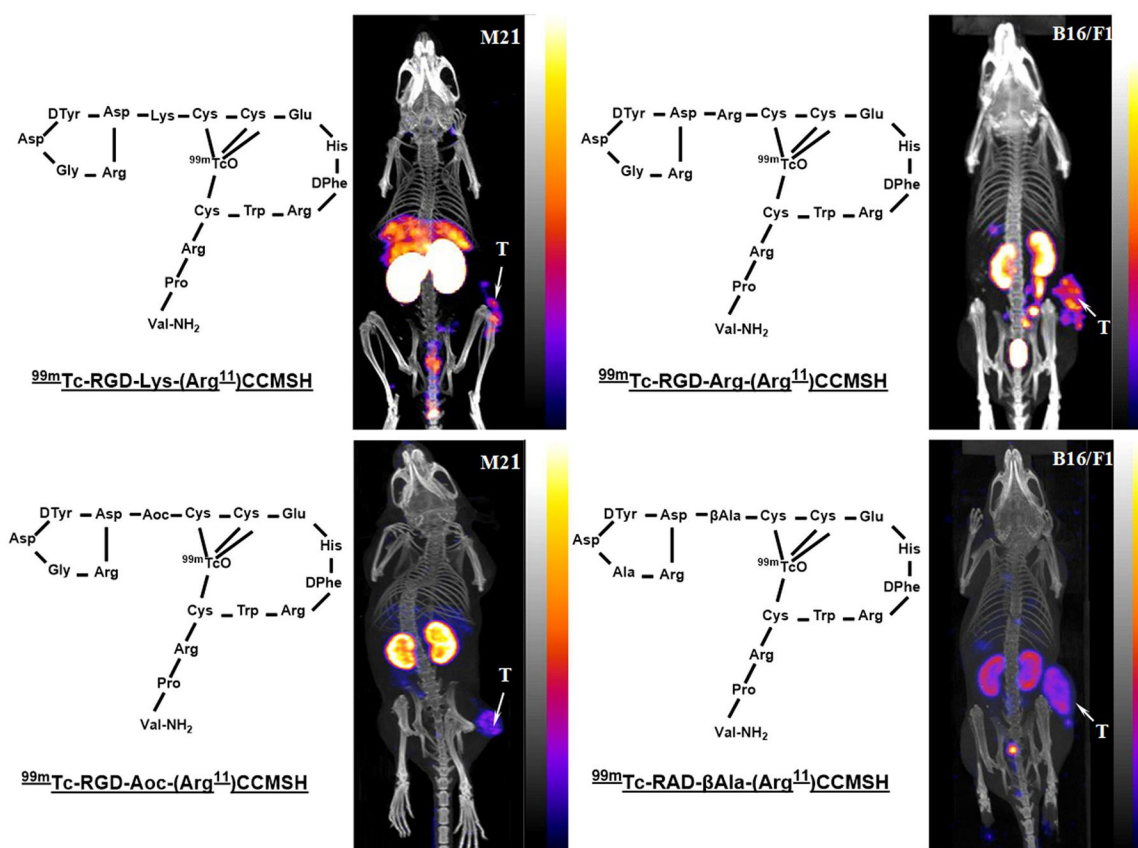 M21
DTyr Asp Lys Cys Cys Glu
Asp His
Gly Arg 99mTcO DPhe
Cys Trp Arg
Arg
Pro
Val-NH2
T
99mTc-RGD-Lys-(Arg11)CCMSH
B16/F1
DTyr Asp Arg Cys Cys Glu
Asp His
Gly Arg 99mTcO DPhe
Cys Trp Arg
Arg
Pro
Val-NH2
T
99mTc-RGD-Arg-(Arg11)CCMSH
M21
DTyr Asp Aoc Cys Cys Glu
Asp His
Gly Arg 99mTcO DPhe
Cys Trp Arg
Arg
Pro
Val-NH2
T
99mTc-RGD-Aoc-(Arg11)CCMSH
B16/F1
DTyr Asp βAla Cys Cys Glu
Asp His
Ala Arg 99mTcO DPhe
Cys Trp Arg
Arg
Pro
Val-NH2
T
99mTc-RAD-βAla-(Arg11)CCMSH